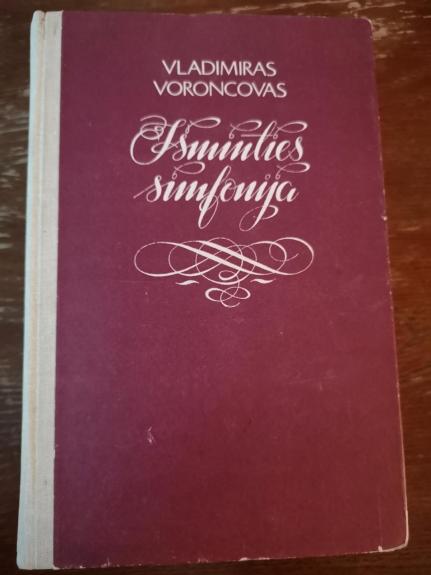 VLADIMIRAS
VORONCOVAS
Išminties
simfonija